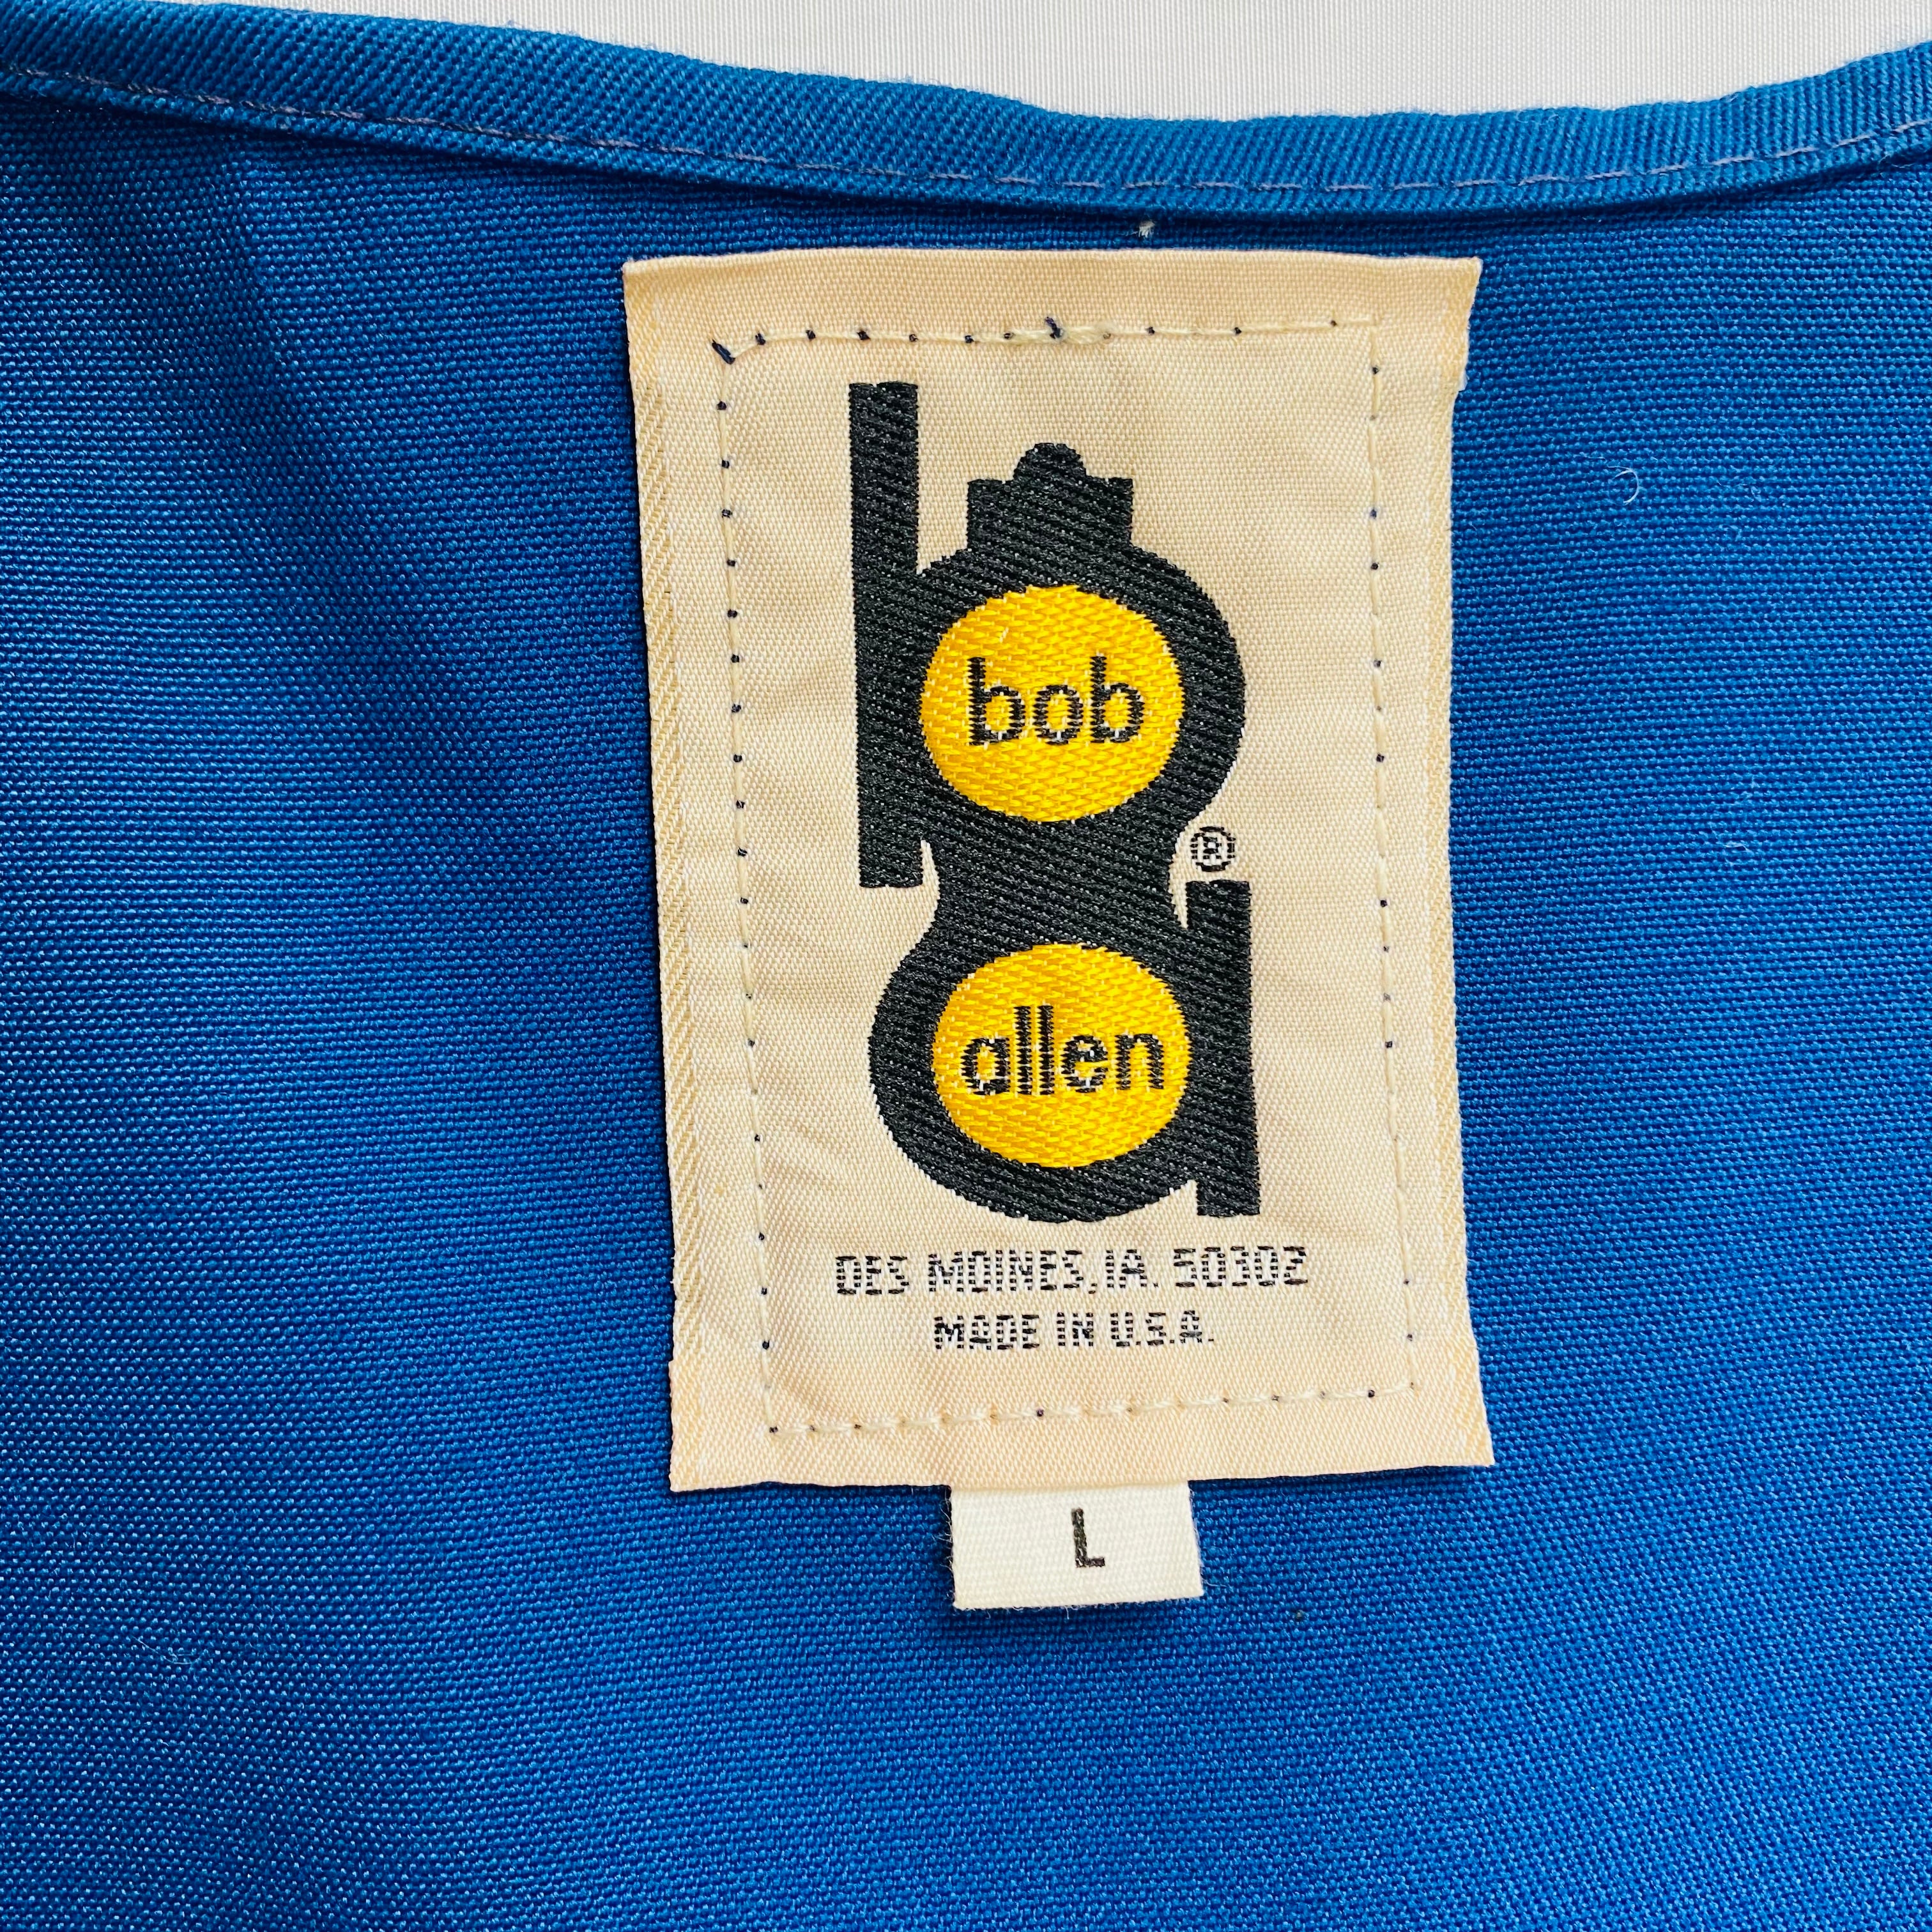 bob
®
allen
DES MOINES, IA. 50302
MADE IN U.S.A.
L